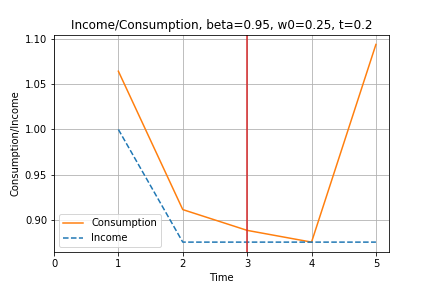 Income/Consumption, beta=0.95, w0=0.25, t=0.2
1.10
1.05
1.00
0.95
0.90
Consumption/Income
Consumption
Income
0 1 2 3 4 5
Time